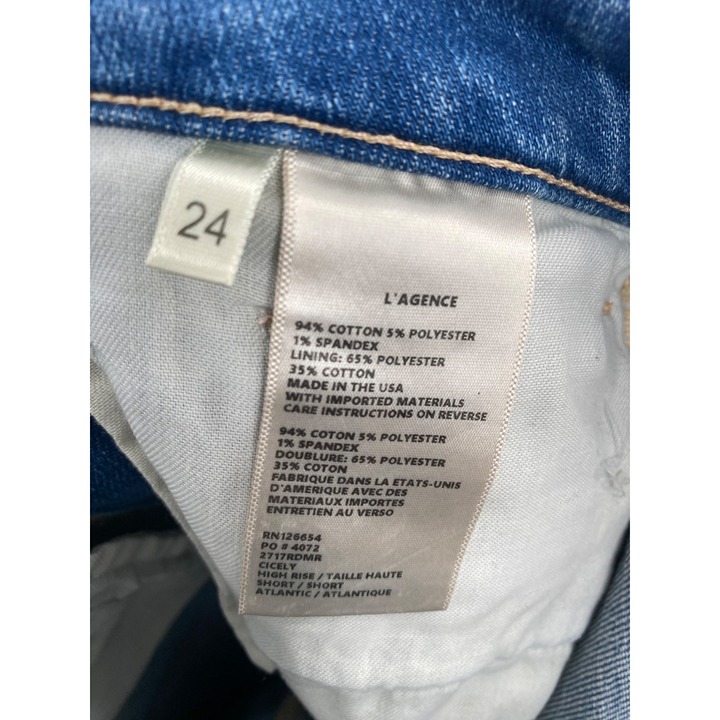 24
L'AGENCE
94% COTTON 5% POLYESTER
1% SPANDEX
LINING: 65% POLYESTER
35% COTTON
MADE IN THE USA
WITH IMPORTED MATERIALS
CARE INSTRUCTIONS ON REVERSE
94% COTON 5% POLYESTER
1% SPANDEX
DOUBLURE: 65% POLYESTER
35% COTON
FABRIQUE DANS LA ETATS-UNIS
D'AMERIQUE AVEC DES
MATERIAUX IMPORTES
ENTRETIEN AU VERSO
RN126654
PO # 4072
2717RDMR
CICELY
HIGH RISE / TAILLE HAUTE
SHORT / SHORT
ATLANTIC / ATLANTIQUE